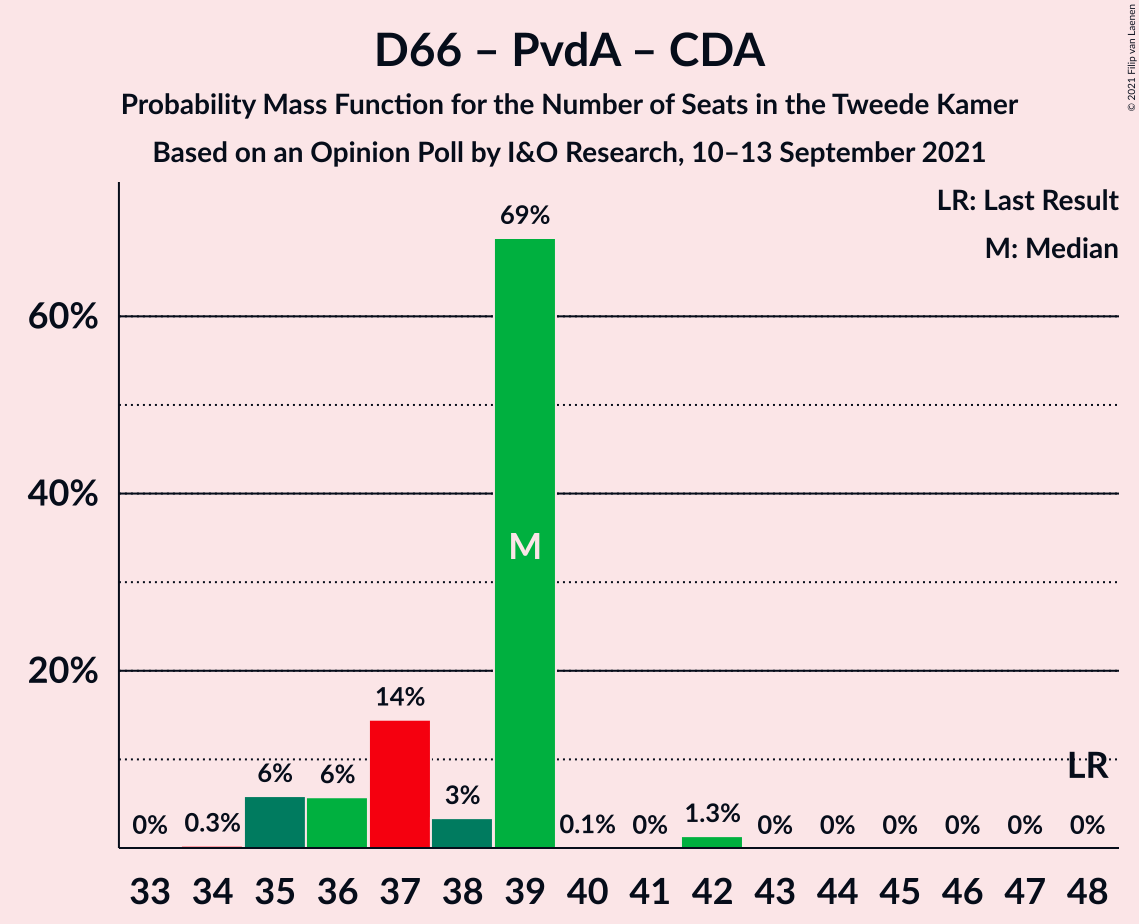 D66 – PvdA – CDA
Probability Mass Function for the Number of Seats in the Tweede Kamer
Based on an Opinion Poll by I&O Research, 10–13 September 2021
© 2021 Filip van Laenen
LR: Last Result
M: Median
69%
60%
40%
M
20%
14%
LR
6%
6%
3%
1.3%
0%
0.3%
0.1%
0%
0%
0%
0%
0%
0%
0%
33 34 35 36 37 38 39 40 41 42 43 44 45 46 47 48